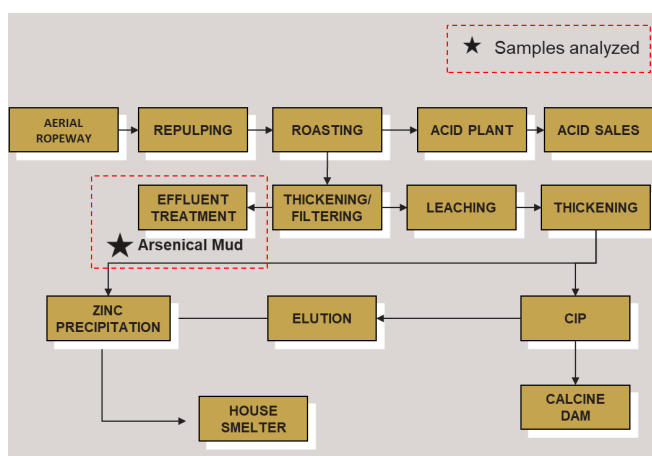 ★ Samples analyzed
AERIAL
ROPEWAY
REPULPING
ROASTING
ACID PLANT
ACID SALES
EFFLUENT
TREATMENT
THICKENING/
FILTERING
LEACHING
THICKENING
★ Arsenical Mud
ZINC
PRECIPITATION
ELUTION
CIP
HOUSE
SMELTER
CALCINE
DAM